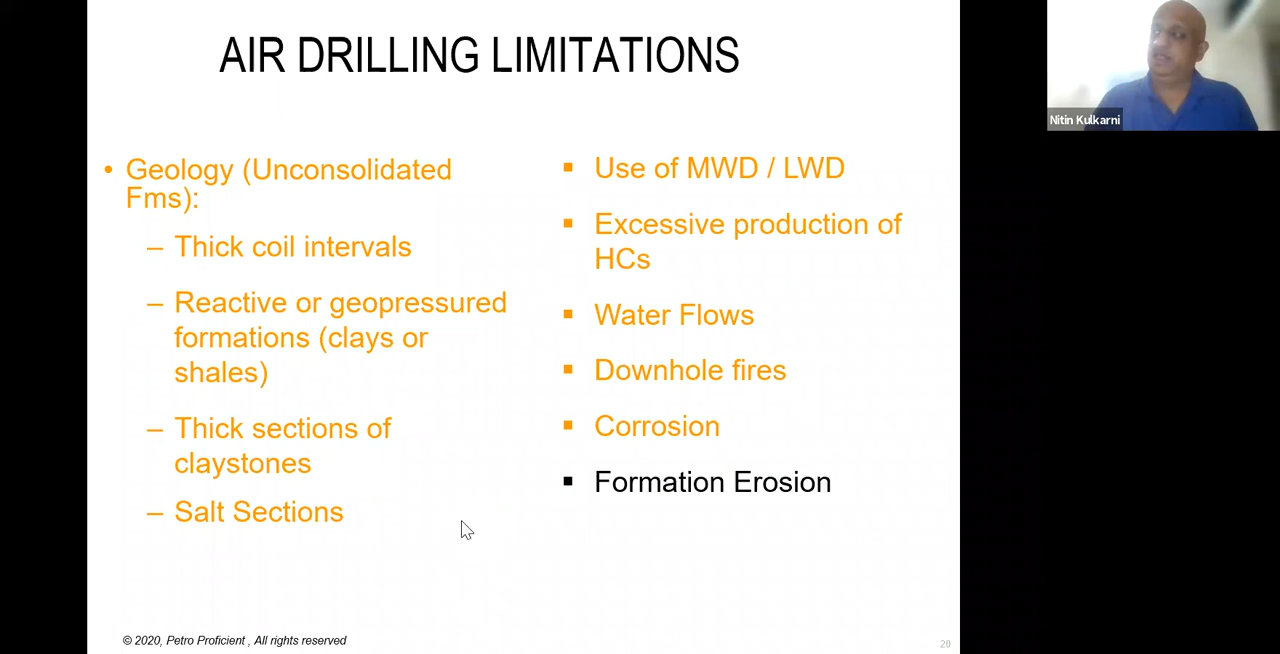 AIR DRILLING LIMITATIONS
• Geology (Unconsolidated
Fms):
– Thick coil intervals
– Reactive or geopressured
formations (clays or
shales)
– Thick sections of
claystones
– Salt Sections
▪ Use of MWD / LWD
▪ Excessive production of
HCs
▪ Water Flows
▪ Downhole fires
▪ Corrosion
▪ Formation Erosion
© 2020, Petro Proficient , All rights reserved
20
Nitin Kulkarni